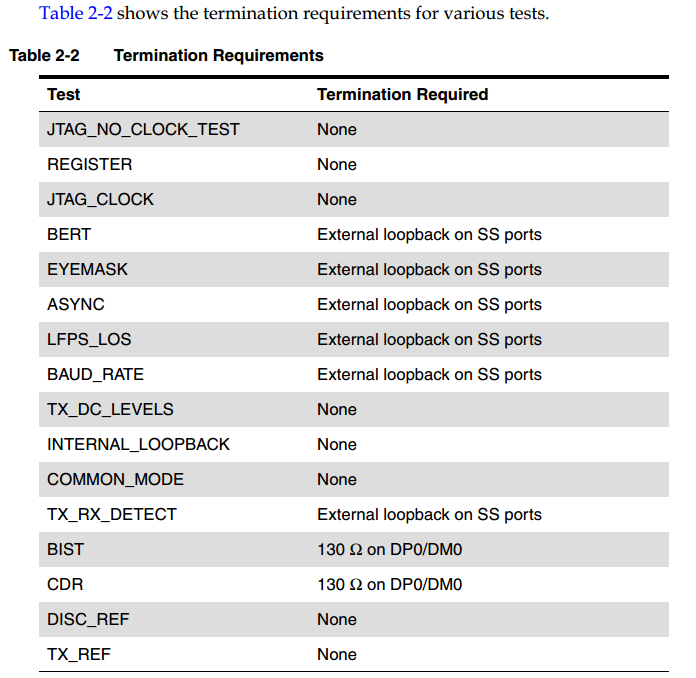 Table 2-2 shows the termination requirements for various tests.
Table 2-2 Termination Requirements
Test Termination Required
JTAG_NO_CLOCK_TEST None
REGISTER None
JTAG_CLOCK None
BERT External loopback on SS ports
EYEMASK External loopback on SS ports
ASYNC External loopback on SS ports
LFPS_LOS External loopback on SS ports
BAUD_RATE External loopback on SS ports
TX_DC_LEVELS None
INTERNAL_LOOPBACK None
COMMON_MODE None
TX_RX_DETECT External loopback on SS ports
BIST 130 Ω on DP0/DM0
CDR 130 Ω on DP0/DM0
DISC_REF None
TX_REF None